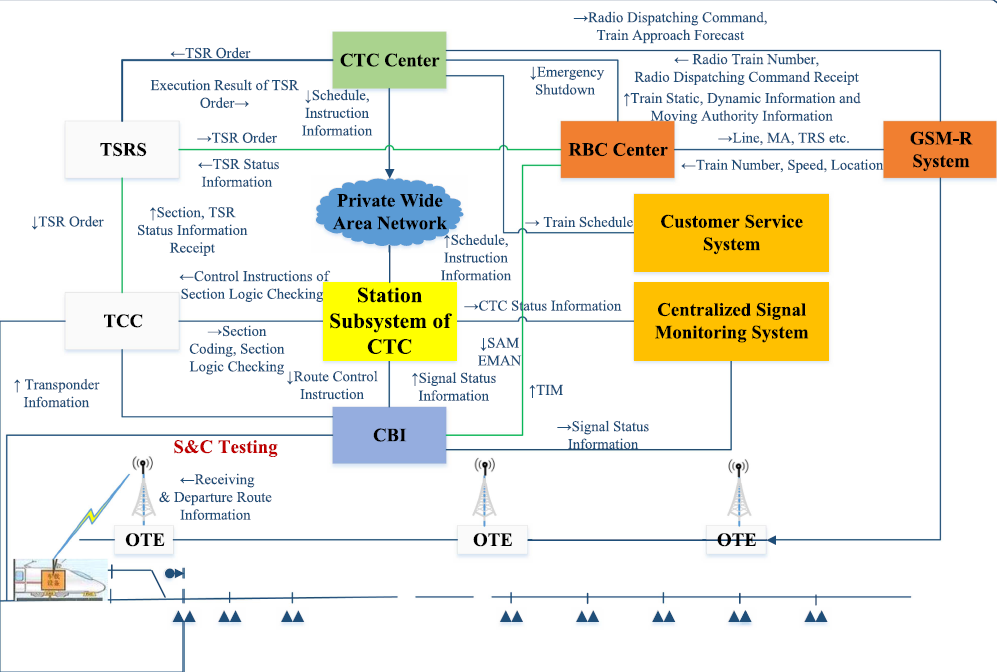 →Radio Dispatching Command,
Train Approach Forecast
←TSR Order
CTC Center
← Radio Train Number,
Radio Dispatching Command Receipt
↓Emergency
Shutdown
Execution Result of TSR
Order→
↓Schedule,
Instruction
Information
↑Train Static, Dynamic Information and
Moving Authority Information
TSRS
→TSR Order
←TSR Status
Information
RBC Center
→Line, MA, TRS etc.
←Train Number, Speed, Location
GSM-R
System
Private Wide
Area Network
↓TSR Order
↑Section, TSR
Status Information
Receipt
→ Train Schedule
Customer Service
System
↑Schedule,
Instruction
Information
←Control Instructions of
Section Logic Checking
Station
Subsystem of
CTC
→CTC Status Information
Centralized Signal
Monitoring System
TCC
→Section
Coding, Section
Logic Checking
↓SAM
EMAN
↑ Transponder
Infomation
↓Route Control
Instruction
↑Signal Status
Information
↑TIM
CBI
→Signal Status
Information
S&C Testing
←Receiving
& Departure Route
Information
OTE
OTE
OTE
车载
设备